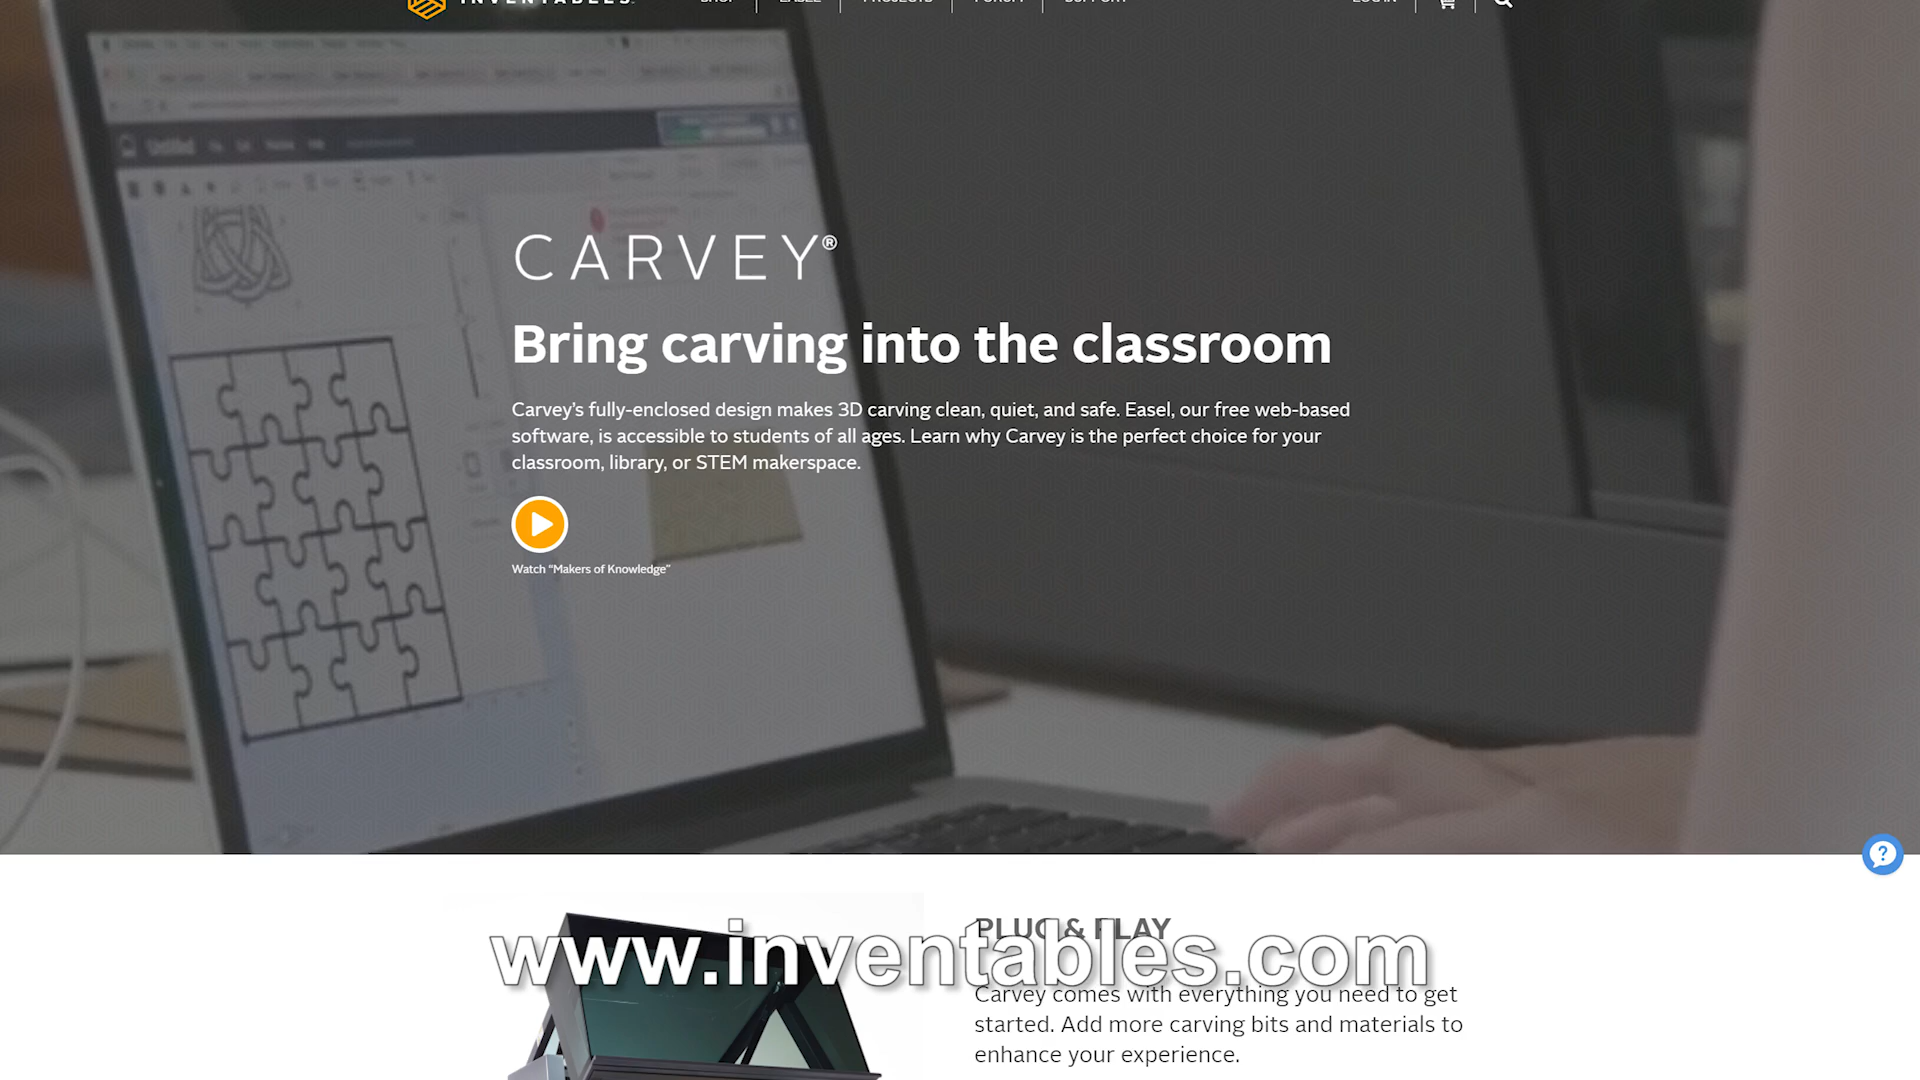 INVENTABLES
CARVEY®
Bring carving into the classroom
Carvey’s fully-enclosed design makes 3D carving clean, quiet, and safe. Easel, our free web-based
software, is accessible to students of all ages. Learn why Carvey is the perfect choice for your
classroom, library, or STEM makerspace.
Watch “Makers of Knowledge”
PLUG & PLAY
www.inventables.com
Carvey comes with everything you need to get
started. Add more carving bits and materials to
enhance your experience.